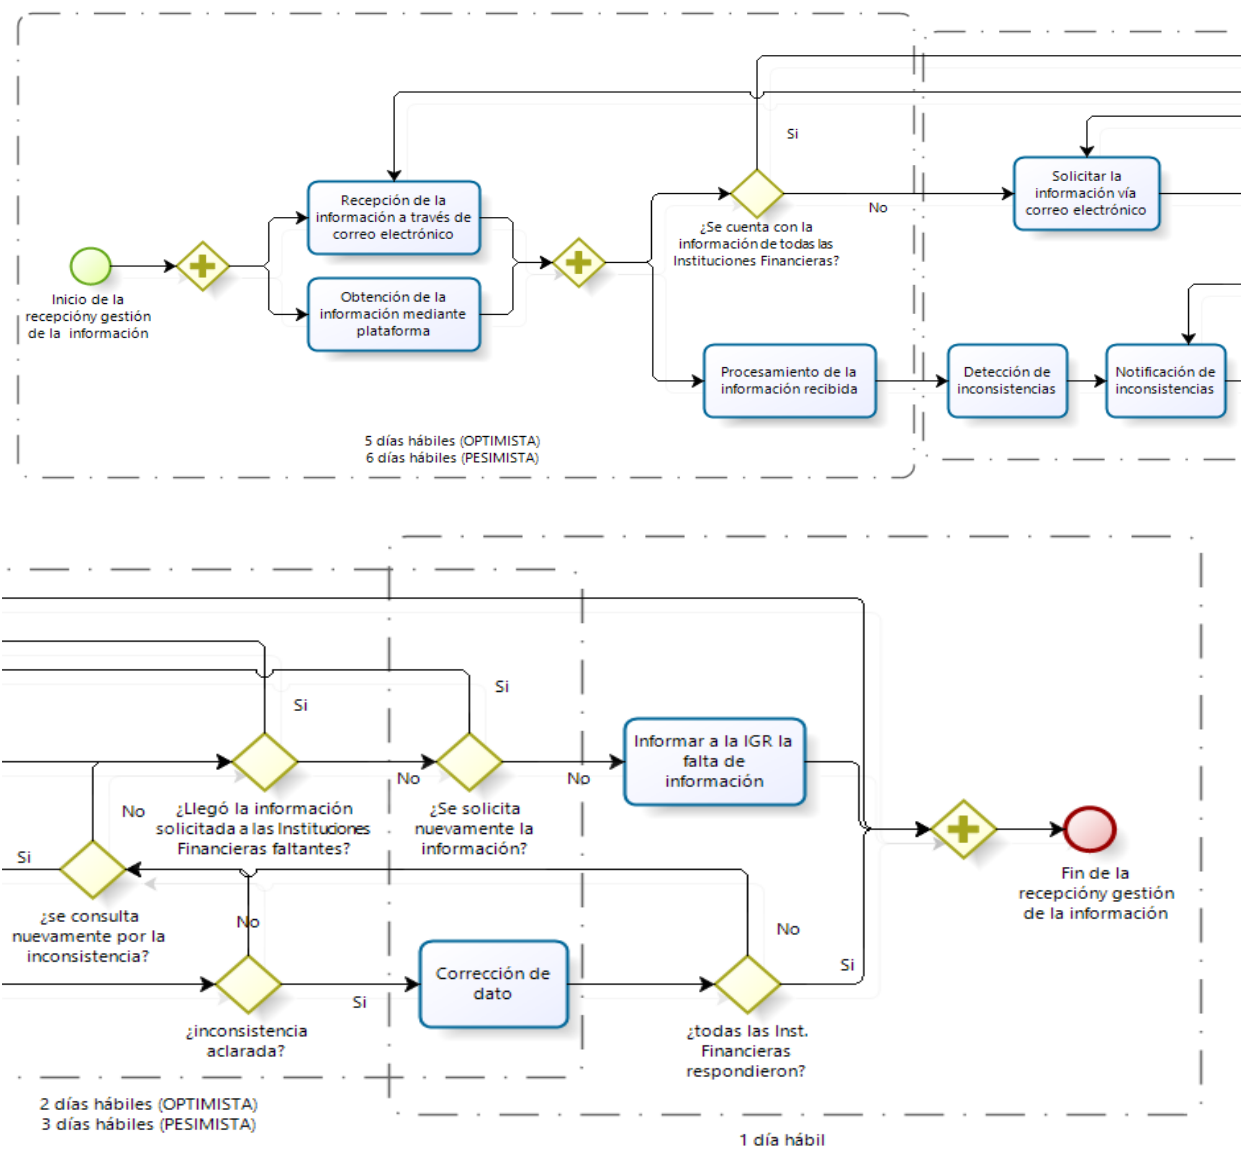 Si
Recepción de la
información a través de
correo electrónico
Solicitar la
información vía
correo electrónico
No
¿Se cuenta con la
información de todas las
Instituciones Financieras?
Inicio de la
recepcióny gestión
de la información
Obtención de la
información mediante
plataforma
Procesamiento de la
información recibida
Detección de
inconsistencias
Notificación de
inconsistencias
5 días hábiles (OPTIMISTA)
6 días hábiles (PESIMISTA)
Si
Si
Informar a la IGR la
falta de
información
No
No
No
¿Llegó la información
solicitada a las Instituciones
Financieras faltantes?
¿Se solicita
nuevamente la
información?
Si
Fin de la
recepcióny gestión
de la información
¿se consulta
nuevamente por la
inconsistencia?
No
No
Si
Corrección de
dato
Si
¿inconsistencia
aclarada?
¿todas las Inst.
Financieras
respondieron?
2 días hábiles (OPTIMISTA)
3 días hábiles (PESIMISTA)
1 día hábil